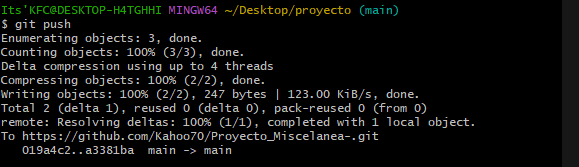 Its'KFC@DESKTOP-H4TGHHI MINGW64 ~/Desktop/proyecto (main)
$ git push
Enumerating objects: 3, done.
Counting objects: 100% (3/3), done.
Delta compression using up to 4 threads
Compressing objects: 100% (2/2), done.
Writing objects: 100% (2/2), 247 bytes | 123.00 KiB/s, done.
Total 2 (delta 1), reused 0 (delta 0), pack-reused 0 (from 0)
remote: Resolving deltas: 100% (1/1), completed with 1 local object.
To https://github.com/Kahoo70/Proyecto_Miscelanea-.git
   019a4c2..a3381ba  main -> main